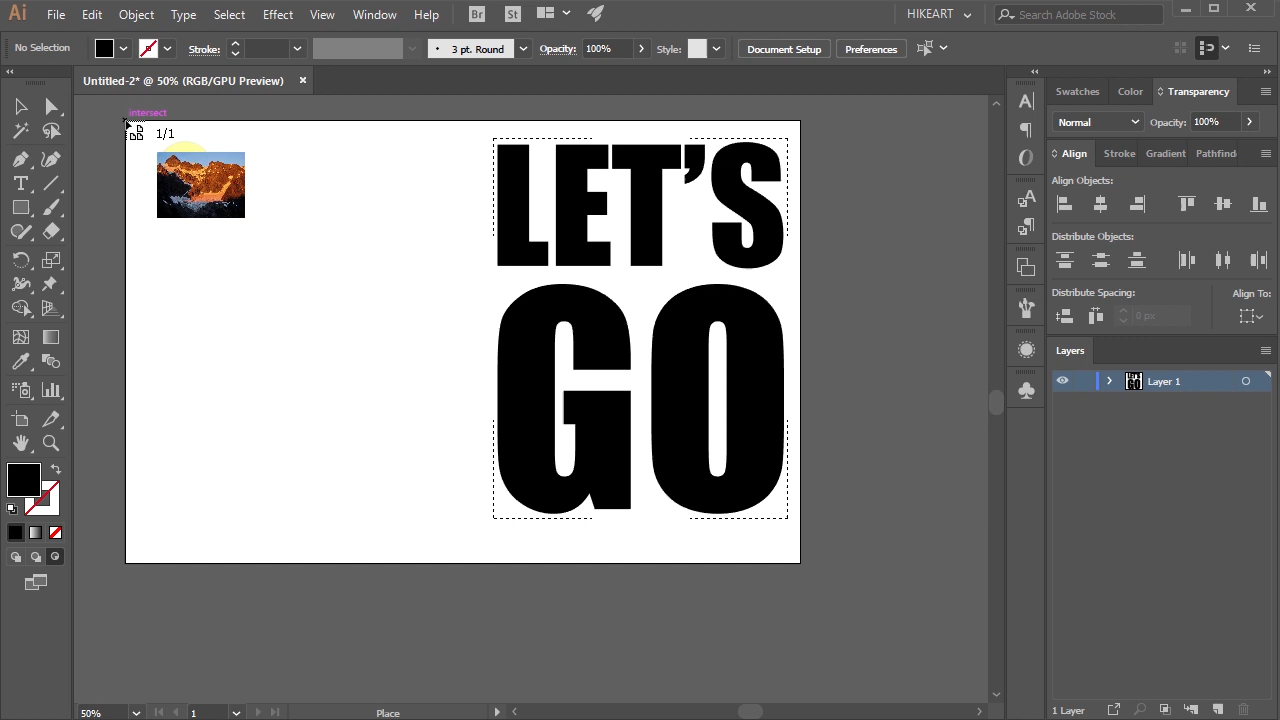 Ai File Edit Object Type Select Effect View Window Help Br St HIKEART Search Adobe Stock
No Selection Stroke: 3 pt. Round Opacity: 100% Style: Document Setup Preferences
Untitled-2* @ 50% (RGB/GPU Preview)
Swatches Color Transparency
Normal Opacity: 100%
intersect
1/1
LET’S
GO
Align Stroke Gradient Pathfind
Align Objects:
Distribute Objects:
Distribute Spacing: Align To:
0 px
Layers
Layer 1
1 Layer
50% 1 Place